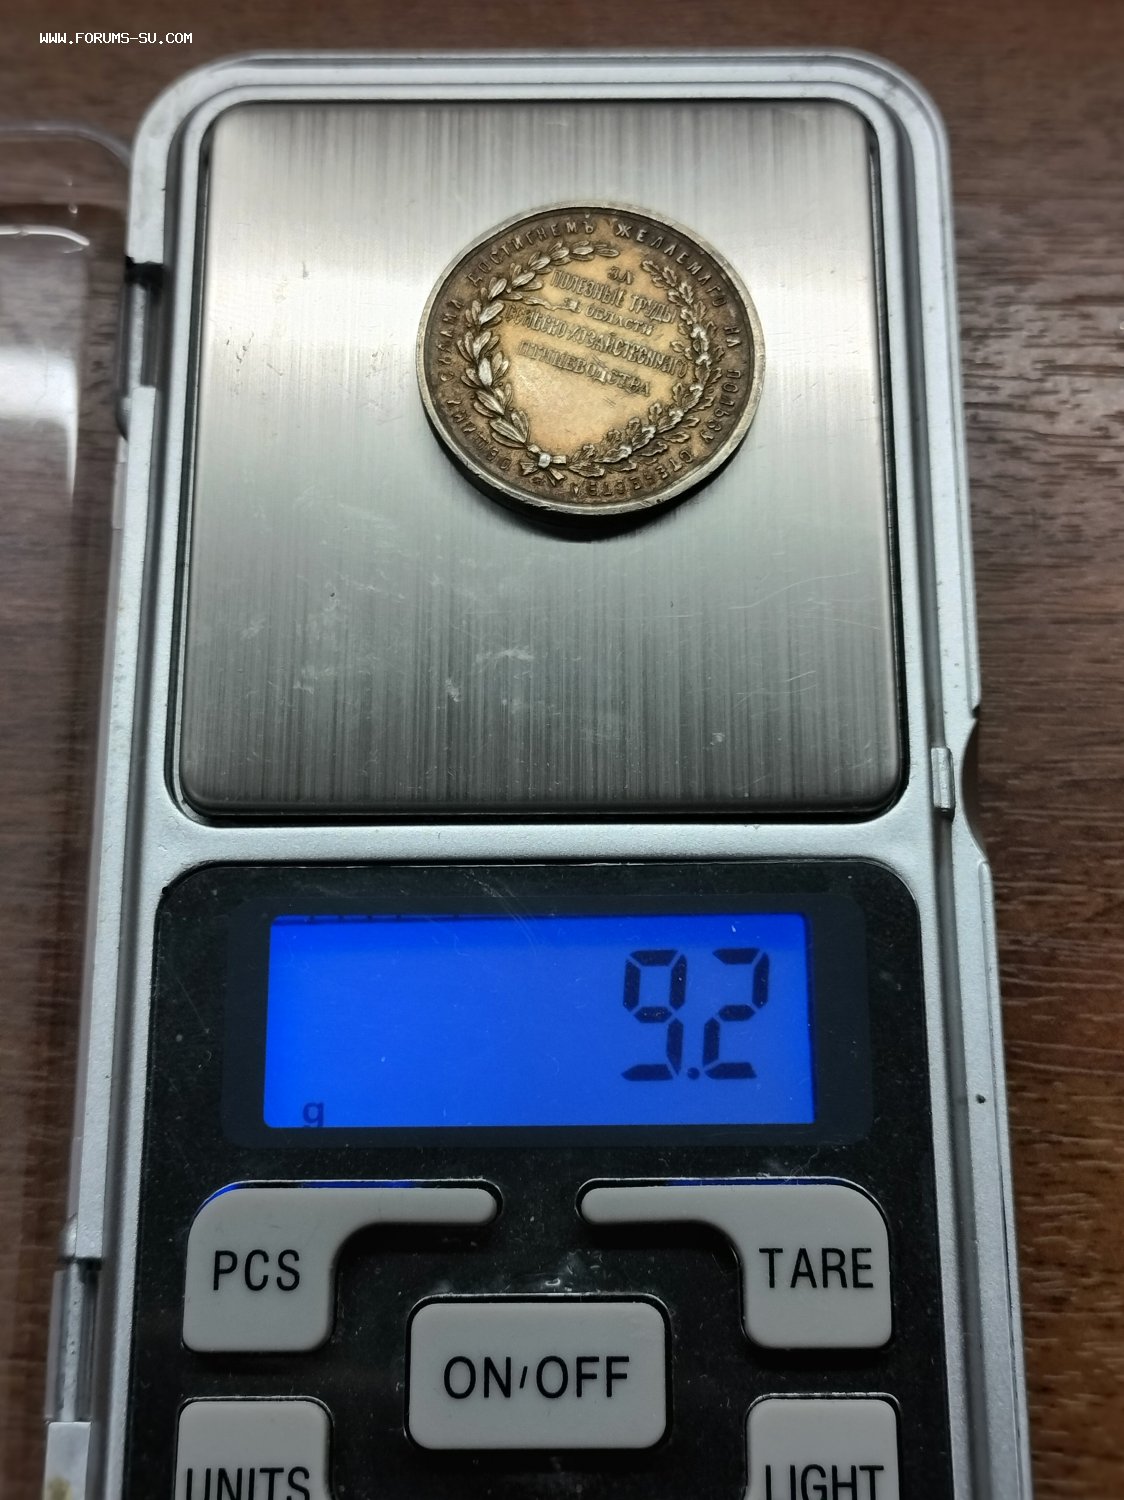 WWW.FORUMS-SU.COM
ОБЩИМИ СИЛАМИ ДОСТИГНЕМЪ ЖЕЛАЕМАГО НА ПОЛЬЗУ ОТЕЧЕСТВА
ЗА
ПОЛЕЗНЫЕ ТРУДЫ
ВЪ ОБЛАСТИ
СЕЛЬСКО-ХОЗЯЙСТВЕННАГО
ПТИЦЕВОДСТВА
9.2
g
PCS
TARE
ON/OFF
UNITS
LIGHT